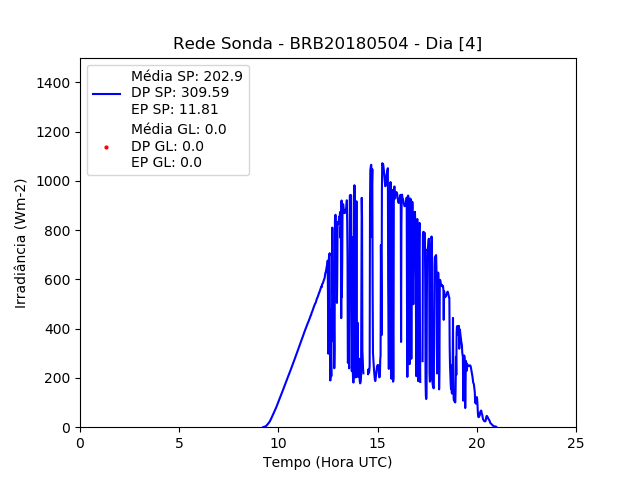 Rede Sonda - BRB20180504 - Dia [4]
Média SP: 202.9
DP SP: 309.59
EP SP: 11.81
Média GL: 0.0
DP GL: 0.0
EP GL: 0.0
Irradiância (Wm-2)
1400
1200
1000
800
600
400
200
0
0 5 10 15 20 25
Tempo (Hora UTC)